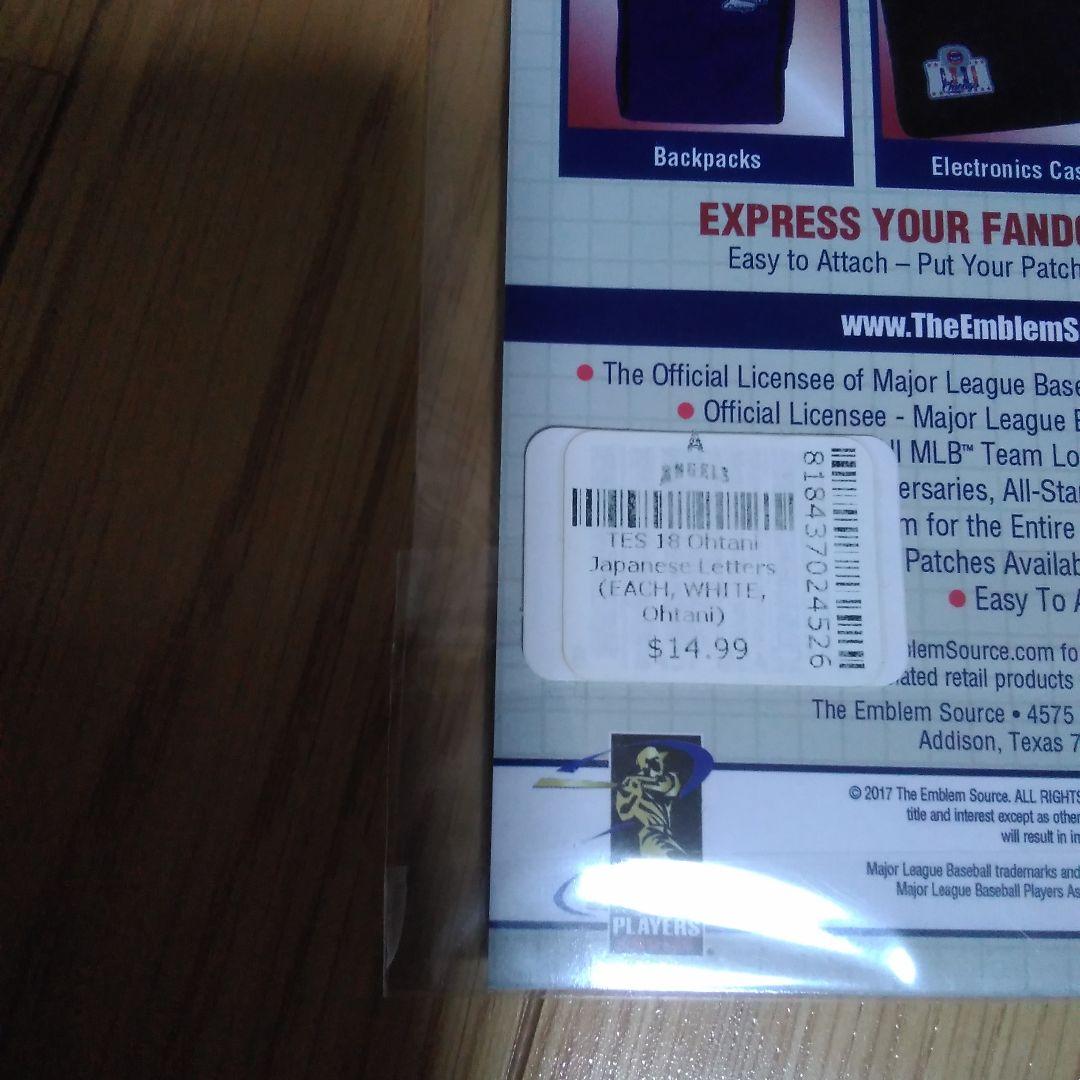 Backpacks
Electronics Cas
EXPRESS YOUR FANDO
Easy to Attach – Put Your Patch
www.TheEmblemS
• The Official Licensee of Major League Base
• Official Licensee - Major League B
l MLB™ Team Lo
ersaries, All-Sta
m for the Entire
Patches Availab
• Easy To A
A
ANGELS
TES 18 Ohtani
Japanese Letters
(EACH, WHITE,
Ohtani)
$14.99
818437024526
lemSource.com fo
ated retail products
The Emblem Source • 4575
Addison, Texas 7
© 2017 The Emblem Source. ALL RIGHTS
title and interest except as other
will result in im
Major League Baseball trademarks and
Major League Baseball Players As
PLAYERS